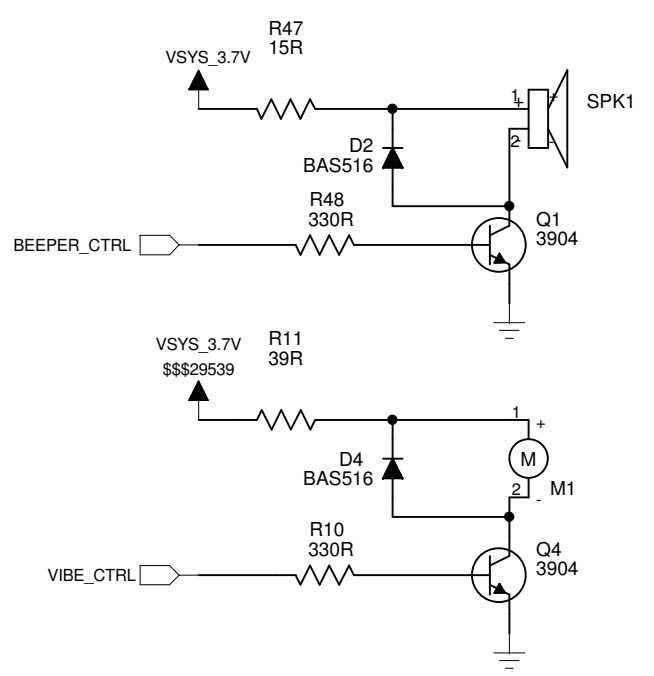 R47
15R
VSYS_3.7V
1
+
+
SPK1
D2
BAS516
2
-
-
R48
330R
Q1
3904
BEEPER_CTRL
R11
39R
VSYS_3.7V
$$$29539
1
+
D4
BAS516
M
2
-
M1
R10
330R
Q4
3904
VIBE_CTRL